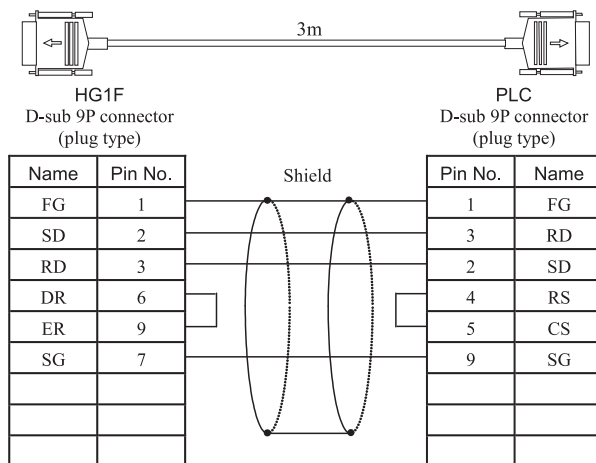 3m
HG1F
D-sub 9P connector
(plug type)
PLC
D-sub 9P connector
(plug type)
Name Pin No. Shield Pin No. Name
FG 1 1 FG
SD 2 3 RD
RD 3 2 SD
DR 6 4 RS
ER 9 5 CS
SG 7 9 SG